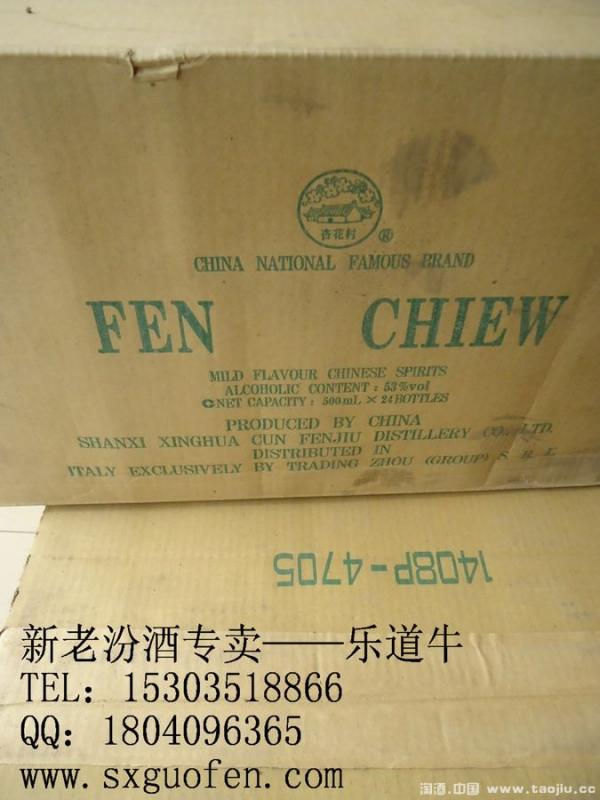 杏花村
®
CHINA NATIONAL FAMOUS BRAND
FEN CHIEW
MILD FLAVOUR CHINESE SPIRITS
ALCOHOLIC CONTENT : 53%vol
NET CAPACITY : 500mL × 24BOTTLES
PRODUCED BY CHINA
SHANXI XINGHUA CUN FENJIU DISTILLERY CO., LTD.
DISTRIBUTED IN
ITALY EXCLUSIVELY BY TRADING ZHOU (GROUP) S R L
1408P-4705
新老汾酒专卖——乐道牛
TEL：15303518866
QQ：1804096365
www.sxguofen.com
淘酒.中国 www.taojiu.cc